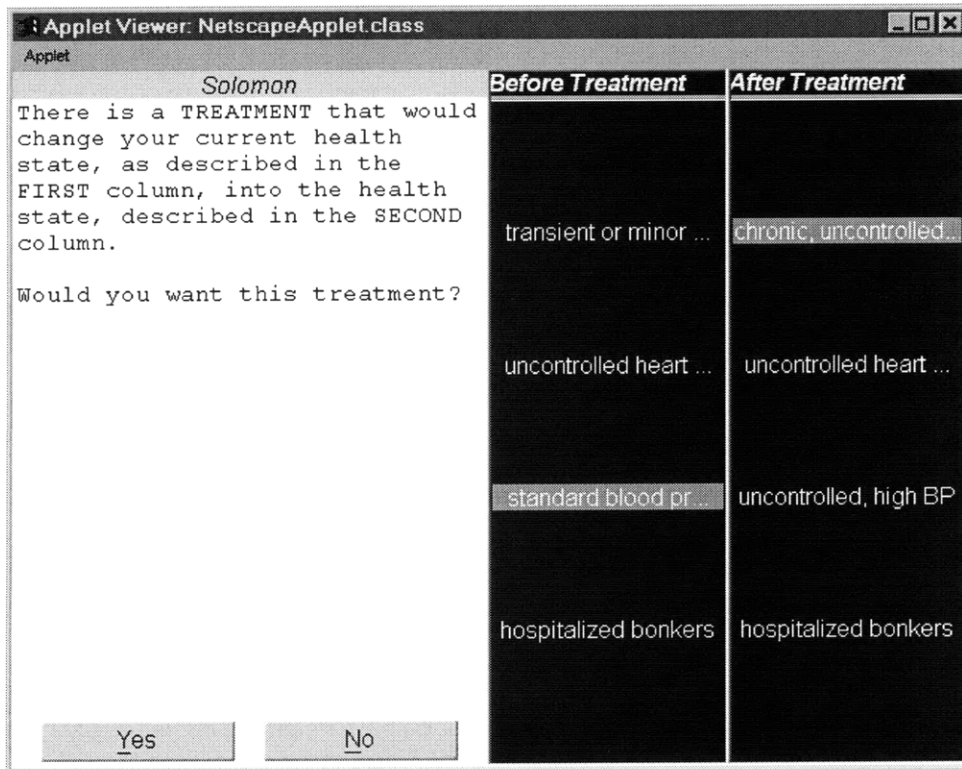 Applet Viewer: NetscapeApplet.class
Applet
Solomon
There is a TREATMENT that would
change your current health
state, as described in the
FIRST column, into the health
state, described in the SECOND
column.
Would you want this treatment?
Yes No
Before Treatment After Treatment
transient or minor ... chronic, uncontrolled...
uncontrolled heart ... uncontrolled heart ...
standard blood pr... uncontrolled, high BP
hospitalized bonkers hospitalized bonkers